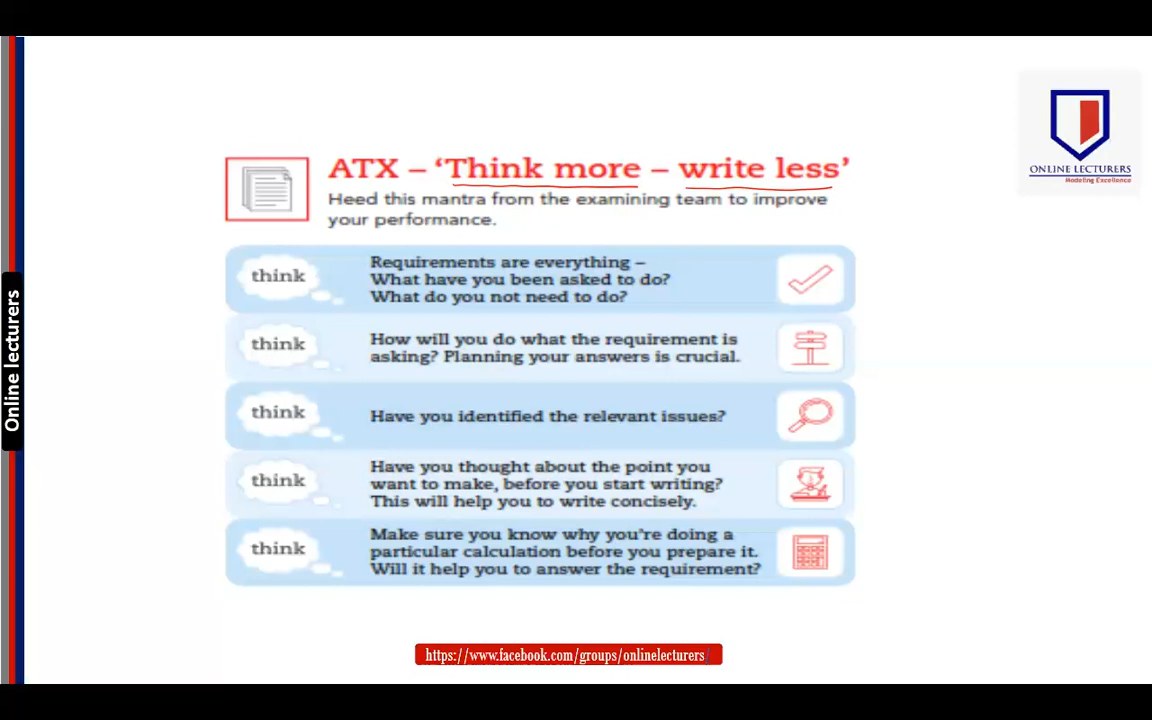 ATX – ‘Think more – write less’
Heed this mantra from the examining team to improve
your performance.
think
Requirements are everything –
What have you been asked to do?
What do you not need to do?
think
How will you do what the requirement is
asking? Planning your answers is crucial.
think
Have you identified the relevant issues?
think
Have you thought about the point you
want to make, before you start writing?
This will help you to write concisely.
think
Make sure you know why you’re doing a
particular calculation before you prepare it.
Will it help you to answer the requirement?
https://www.facebook.com/groups/onlinelecturers/
Online lecturers
ONLINE LECTURERS
Modeling Excellence